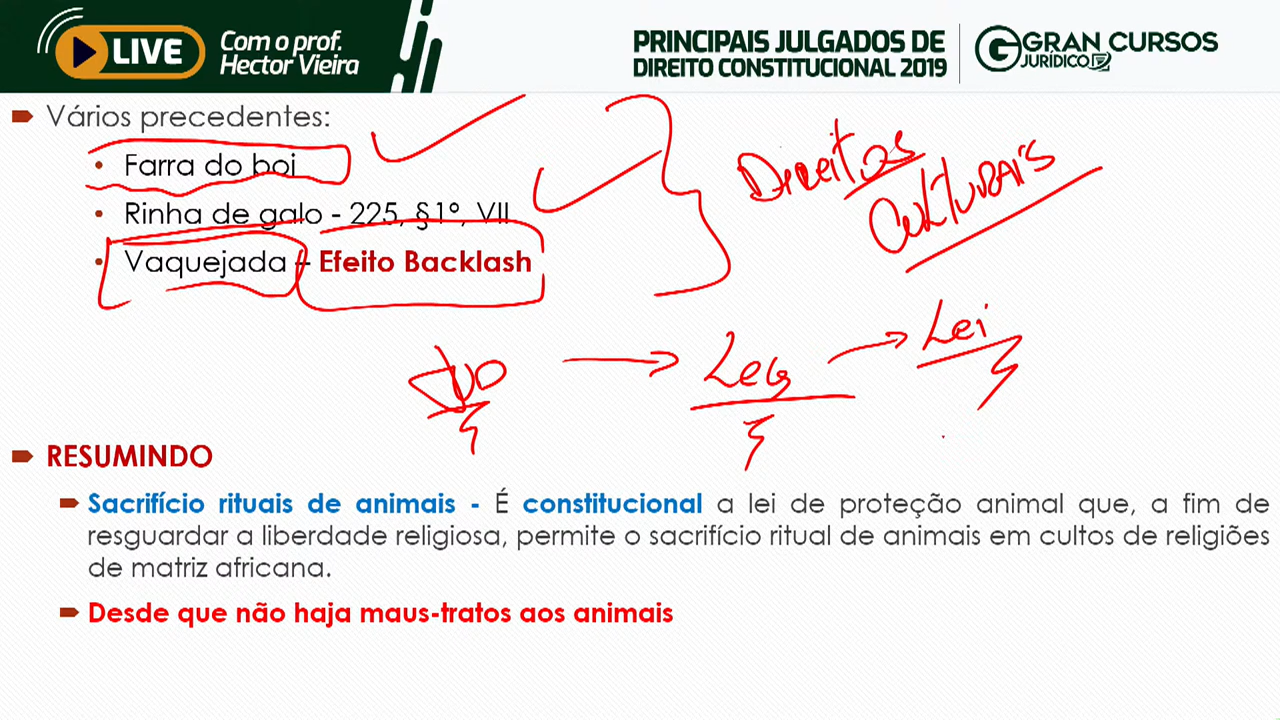 LIVE
Com o prof.
Hector Vieira
PRINCIPAIS JULGADOS DE
DIREITO CONSTITUCIONAL 2019
GRAN CURSOS
JURÍDICO
Vários precedentes:
• Farra do boi
• Rinha de galo - 225, §1º, VII
• Vaquejada – Efeito Backlash
Direitos
Culturais
Leg
Lei
RESUMINDO
Sacrifício rituais de animais - É constitucional a lei de proteção animal que, a fim de
resguardar a liberdade religiosa, permite o sacrifício ritual de animais em cultos de religiões
de matriz africana.
Desde que não haja maus-tratos aos animais